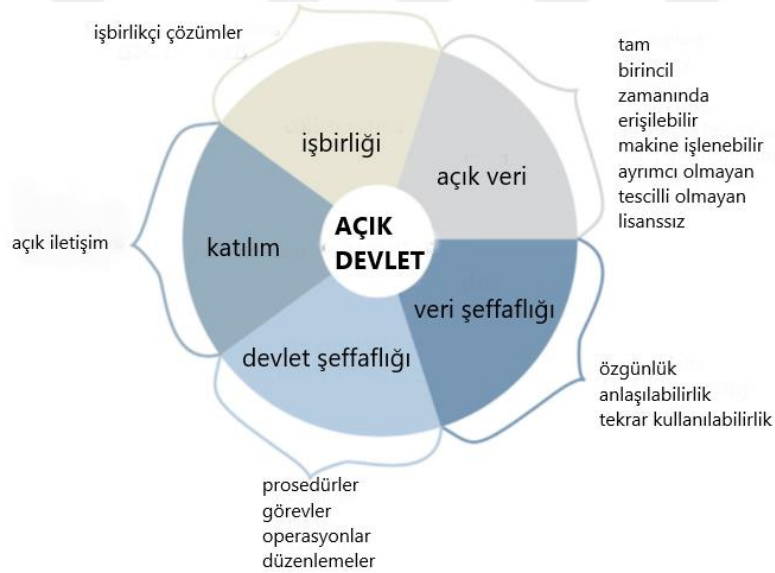 işbirlikçi çözümler
tam
birincil
zamanında
erişilebilir
makine işlenebilir
ayrımcı olmayan
tescilli olmayan
lisanssız
işbirliği
açık veri
AÇIK
DEVLET
katılım
açık iletişim
veri şeffaflığı
devlet şeffaflığı
özgünlük
anlaşılabilirlik
tekrar kullanılabilirlik
prosedürler
görevler
operasyonlar
düzenlemeler